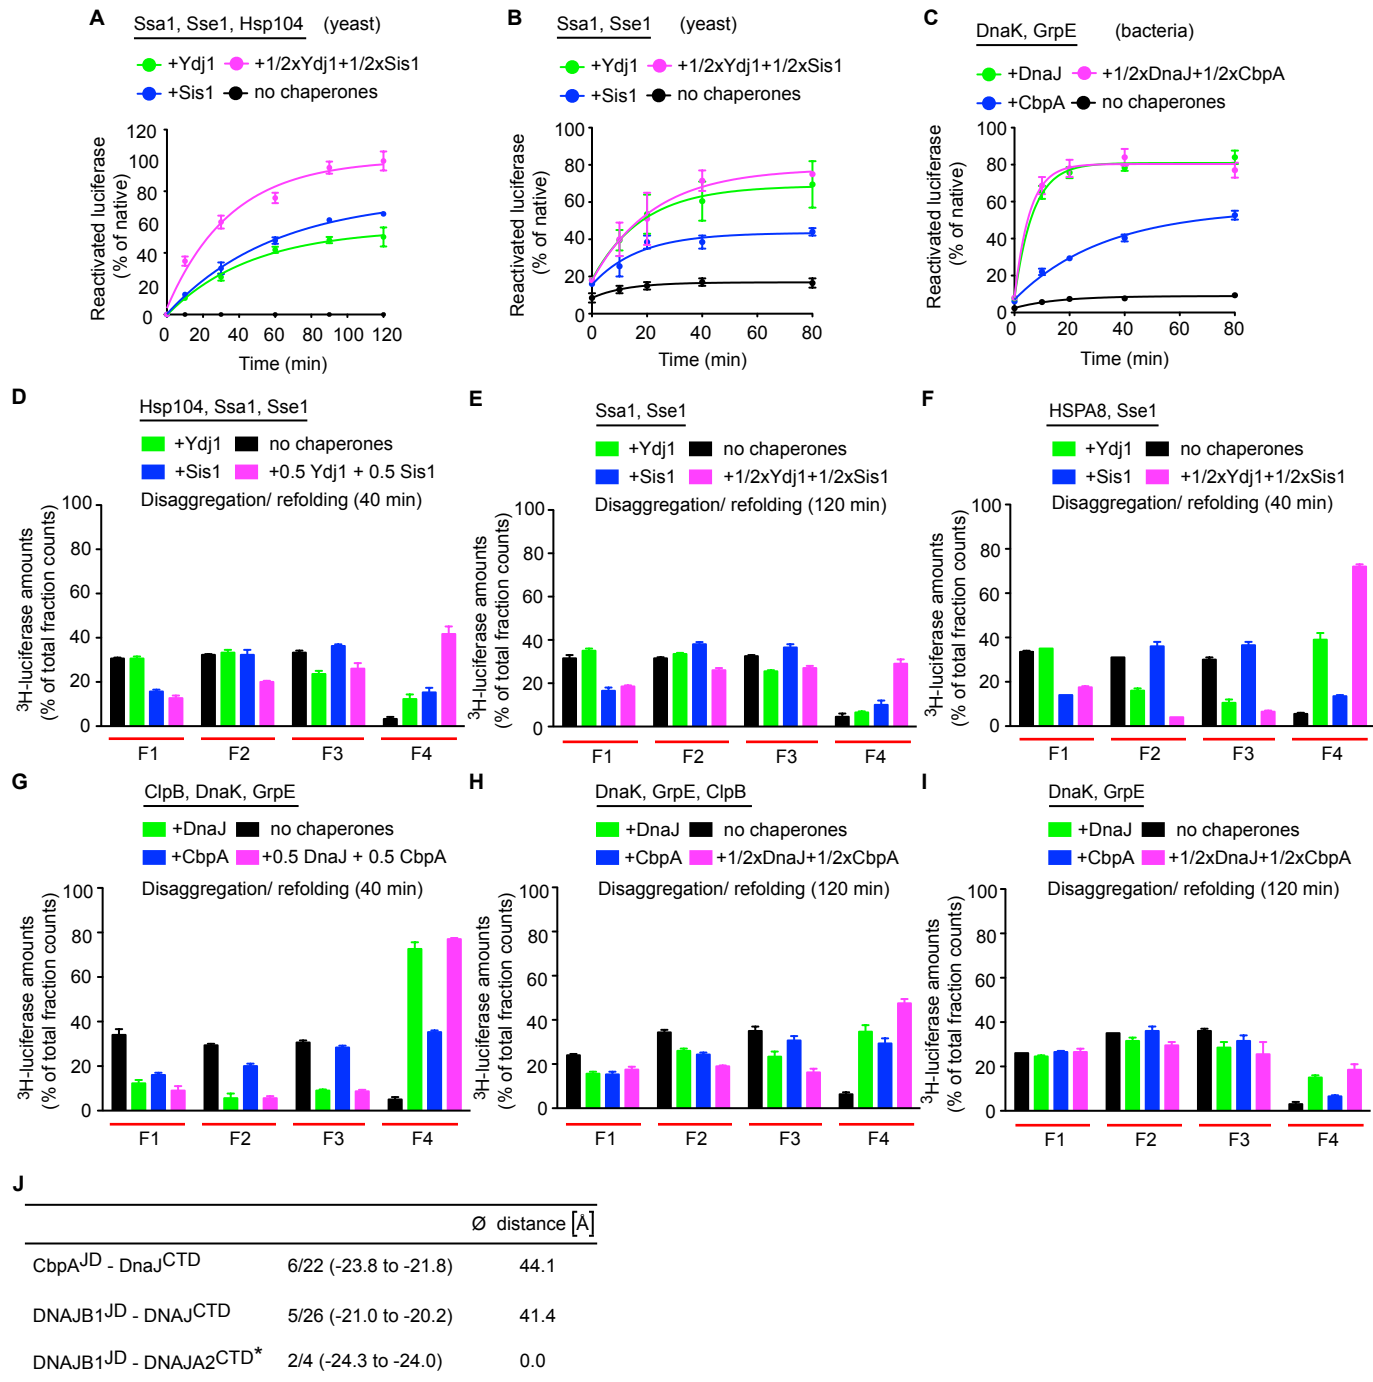 A
Ssa1, Sse1, Hsp104 (yeast)
+Ydj1 +1/2xYdj1+1/2xSis1
+Sis1 no chaperones
Reactivated luciferase
(% of native)
120
100
80
60
40
20
0
0 20 40 60 80 100 120
Time (min)
B
Ssa1, Sse1 (yeast)
+Ydj1 +1/2xYdj1+1/2xSis1
+Sis1 no chaperones
Reactivated luciferase
(% of native)
100
80
60
40
20
0
0 20 40 60 80
Time (min)
C
DnaK, GrpE (bacteria)
+DnaJ +1/2xDnaJ+1/2xCbpA
+CbpA no chaperones
Reactivated luciferase
(% of native)
100
80
60
40
20
0
0 20 40 60 80
Time (min)
D
Hsp104, Ssa1, Sse1
+Ydj1 no chaperones
+Sis1 +0.5 Ydj1 + 0.5 Sis1
Disaggregation/ refolding (40 min)
3H-luciferase amounts
(% of total fraction counts)
100
80
60
40
20
0
F1 F2 F3 F4
E
Ssa1, Sse1
+Ydj1 no chaperones
+Sis1 +1/2xYdj1+1/2xSis1
Disaggregation/ refolding (120 min)
3H-luciferase amounts
(% of total fraction counts)
100
80
60
40
20
0
F1 F2 F3 F4
F
HSPA8, Sse1
+Ydj1 no chaperones
+Sis1 +1/2xYdj1+1/2xSis1
Disaggregation/ refolding (40 min)
3H-luciferase amounts
(% of total fraction counts)
100
80
60
40
20
0
F1 F2 F3 F4
G
ClpB, DnaK, GrpE
+DnaJ no chaperones
+CbpA +0.5 DnaJ + 0.5 CbpA
Disaggregation/ refolding (40 min)
3H-luciferase amounts
(% of total fraction counts)
100
80
60
40
20
0
F1 F2 F3 F4
H
DnaK, GrpE, ClpB
+DnaJ no chaperones
+CbpA +1/2xDnaJ+1/2xCbpA
Disaggregation/ refolding (120 min)
3H-luciferase amounts
(% of total fraction counts)
100
80
60
40
20
0
F1 F2 F3 F4
I
DnaK, GrpE
+DnaJ no chaperones
+CbpA +1/2xDnaJ+1/2xCbpA
Disaggregation/ refolding (120 min)
3H-luciferase amounts
(% of total fraction counts)
100
80
60
40
20
0
F1 F2 F3 F4
J
Ø distance [Å]
CbpAJD - DnaJCTD 6/22 (-23.8 to -21.8) 44.1
DNAJB1JD - DNAJCTD 5/26 (-21.0 to -20.2) 41.4
DNAJB1JD - DNAJA2CTD* 2/4 (-24.3 to -24.0) 0.0